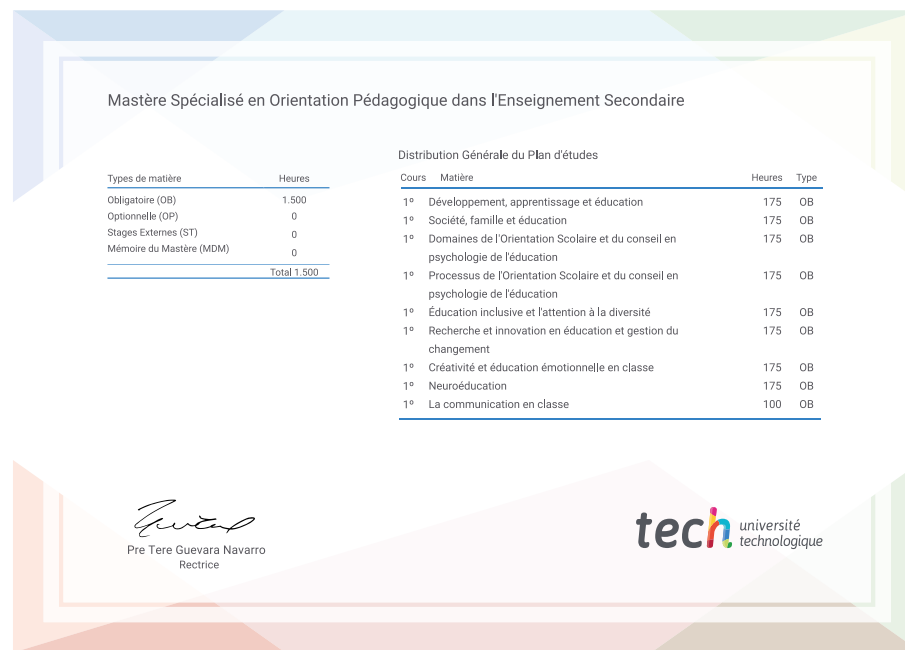 Mastère Spécialisé en Orientation Pédagogique dans l'Enseignement Secondaire
Types de matière Heures
Obligatoire (OB) 1.500
Optionnelle (OP) 0
Stages Externes (ST) 0
Mémoire du Mastère (MDM) 0
Total 1.500
Distribution Générale du Plan d'études
Cours Matière Heures Type
1º Développement, apprentissage et éducation 175 OB
1º Société, famille et éducation 175 OB
1º Domaines de l'Orientation Scolaire et du conseil en 175 OB
psychologie de l'éducation
1º Processus de l'Orientation Scolaire et du conseil en 175 OB
psychologie de l'éducation
1º Éducation inclusive et l'attention à la diversité 175 OB
1º Recherche et innovation en éducation et gestion du 175 OB
changement
1º Créativité et éducation émotionnelle en classe 175 OB
1º Neuroéducation 175 OB
1º La communication en classe 100 OB
Pre Tere Guevara Navarro
Rectrice
tech université
technologique